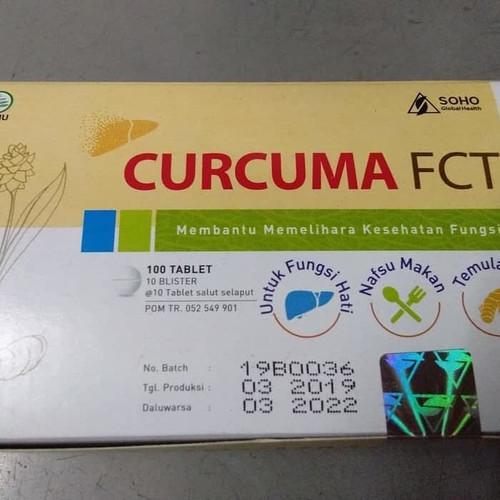 SOHO
Global Health
CURCUMA FCT
Membantu Memelihara Kesehatan Fungsi
100 TABLET
10 BLISTER
@10 Tablet salut selaput
POM TR. 052 549 901
Untuk Fungsi Hati
Nafsu Makan
No. Batch : 19B0036
Tgl. Produksi : 03 2019
Daluwarsa : 03 2022